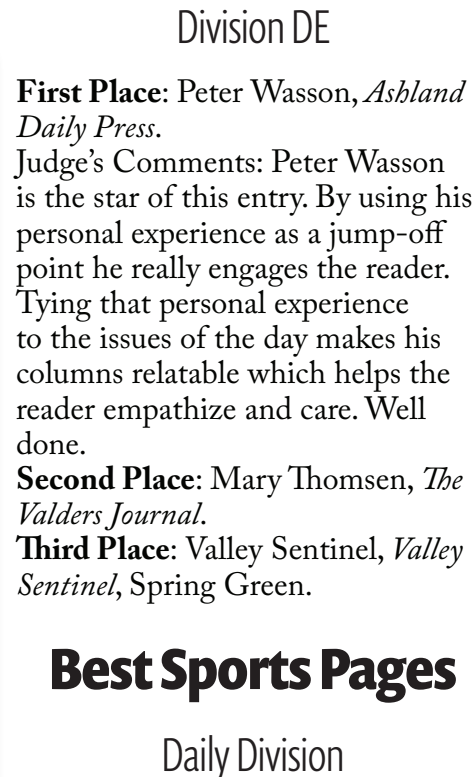 Division DE
First Place: Peter Wasson, Ashland
Daily Press.
Judge’s Comments: Peter Wasson
is the star of this entry. By using his
personal experience as a jump-off
point he really engages the reader.
Tying that personal experience
to the issues of the day makes his
columns relatable which helps the
reader empathize and care. Well
done.
Second Place: Mary Thomsen, The
Valders Journal.
Third Place: Valley Sentinel, Valley
Sentinel, Spring Green.
Best Sports Pages
Daily Division